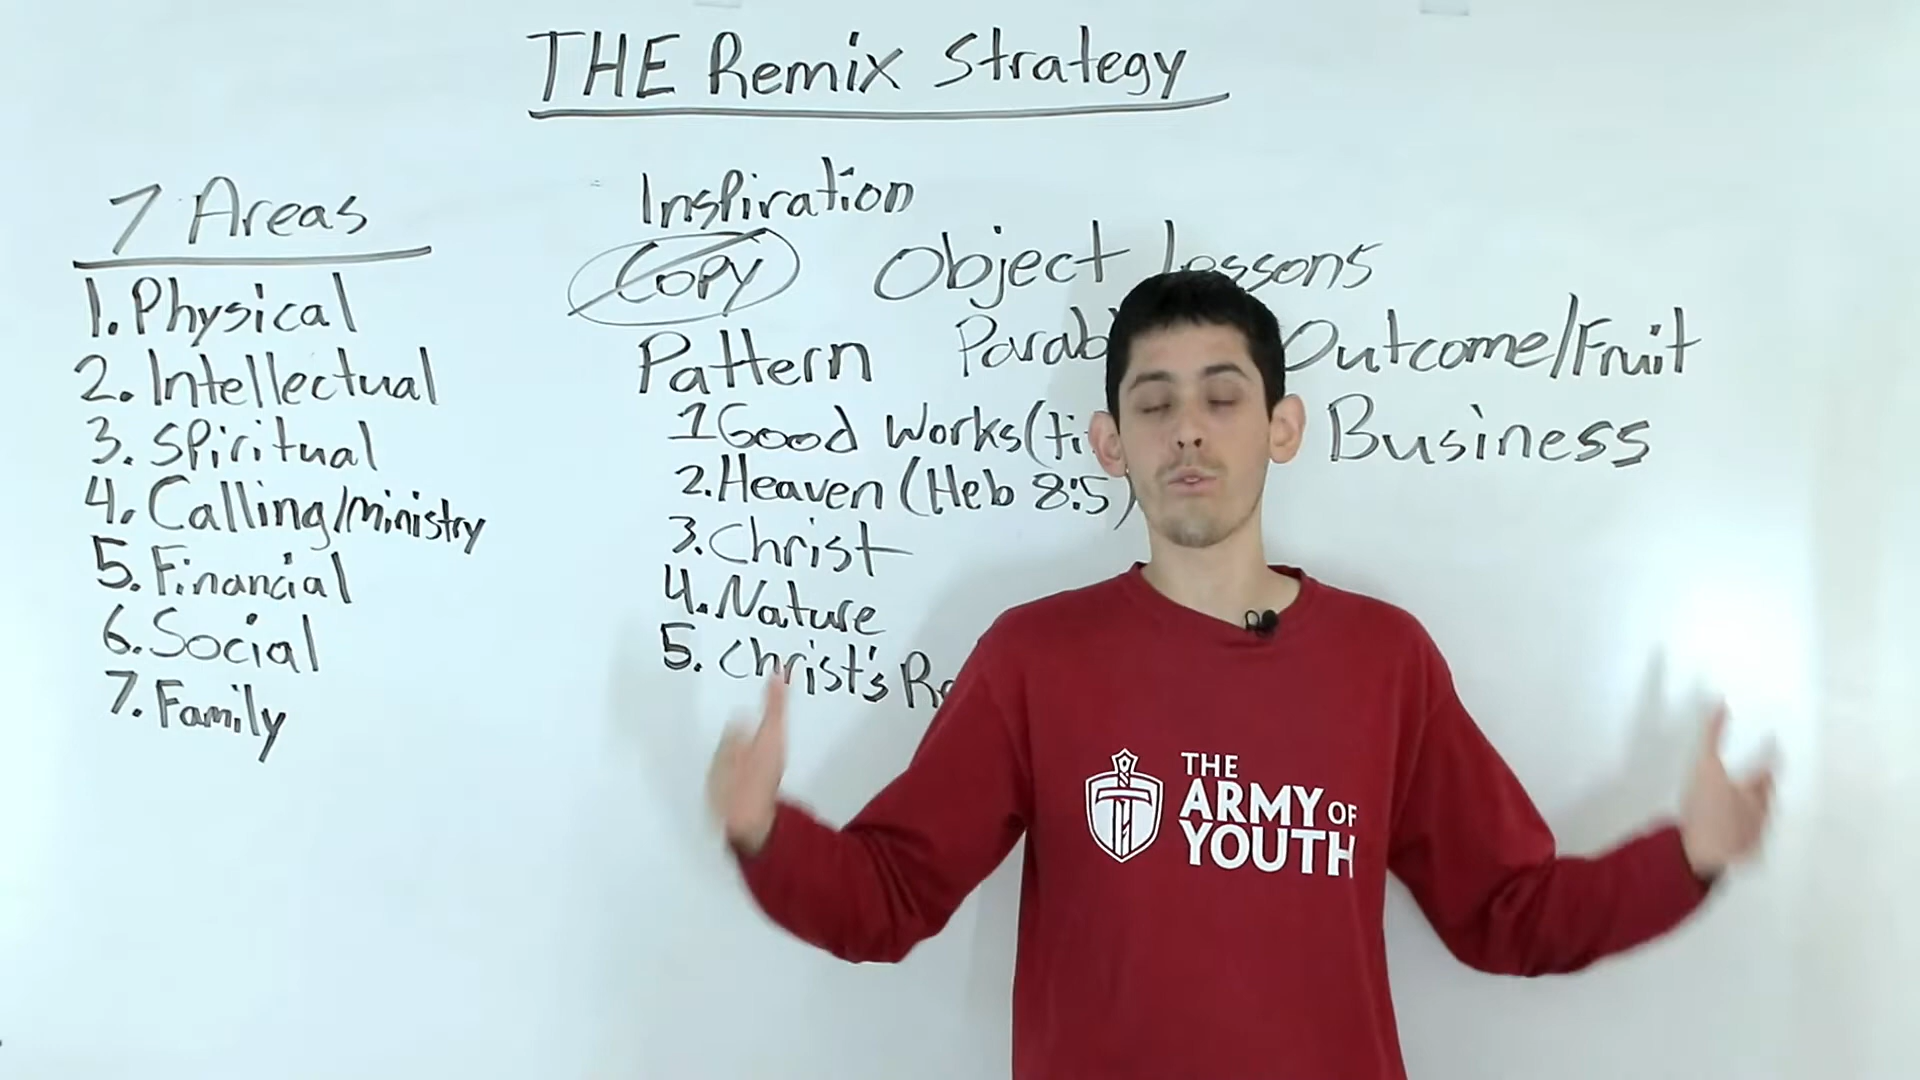 THE Remix Strategy
7 Areas
1. Physical
2. Intellectual
3. Spiritual
4. Calling/Ministry
5. Financial
6. Social
7. Family
Inspiration
Copy Object Lessons
Pattern Outcome/Fruit
1 Good Works Business
2. Heaven (Heb 8:5)
3. Christ
4. Nature
5. Christ's
THE
ARMY OF
YOUTH